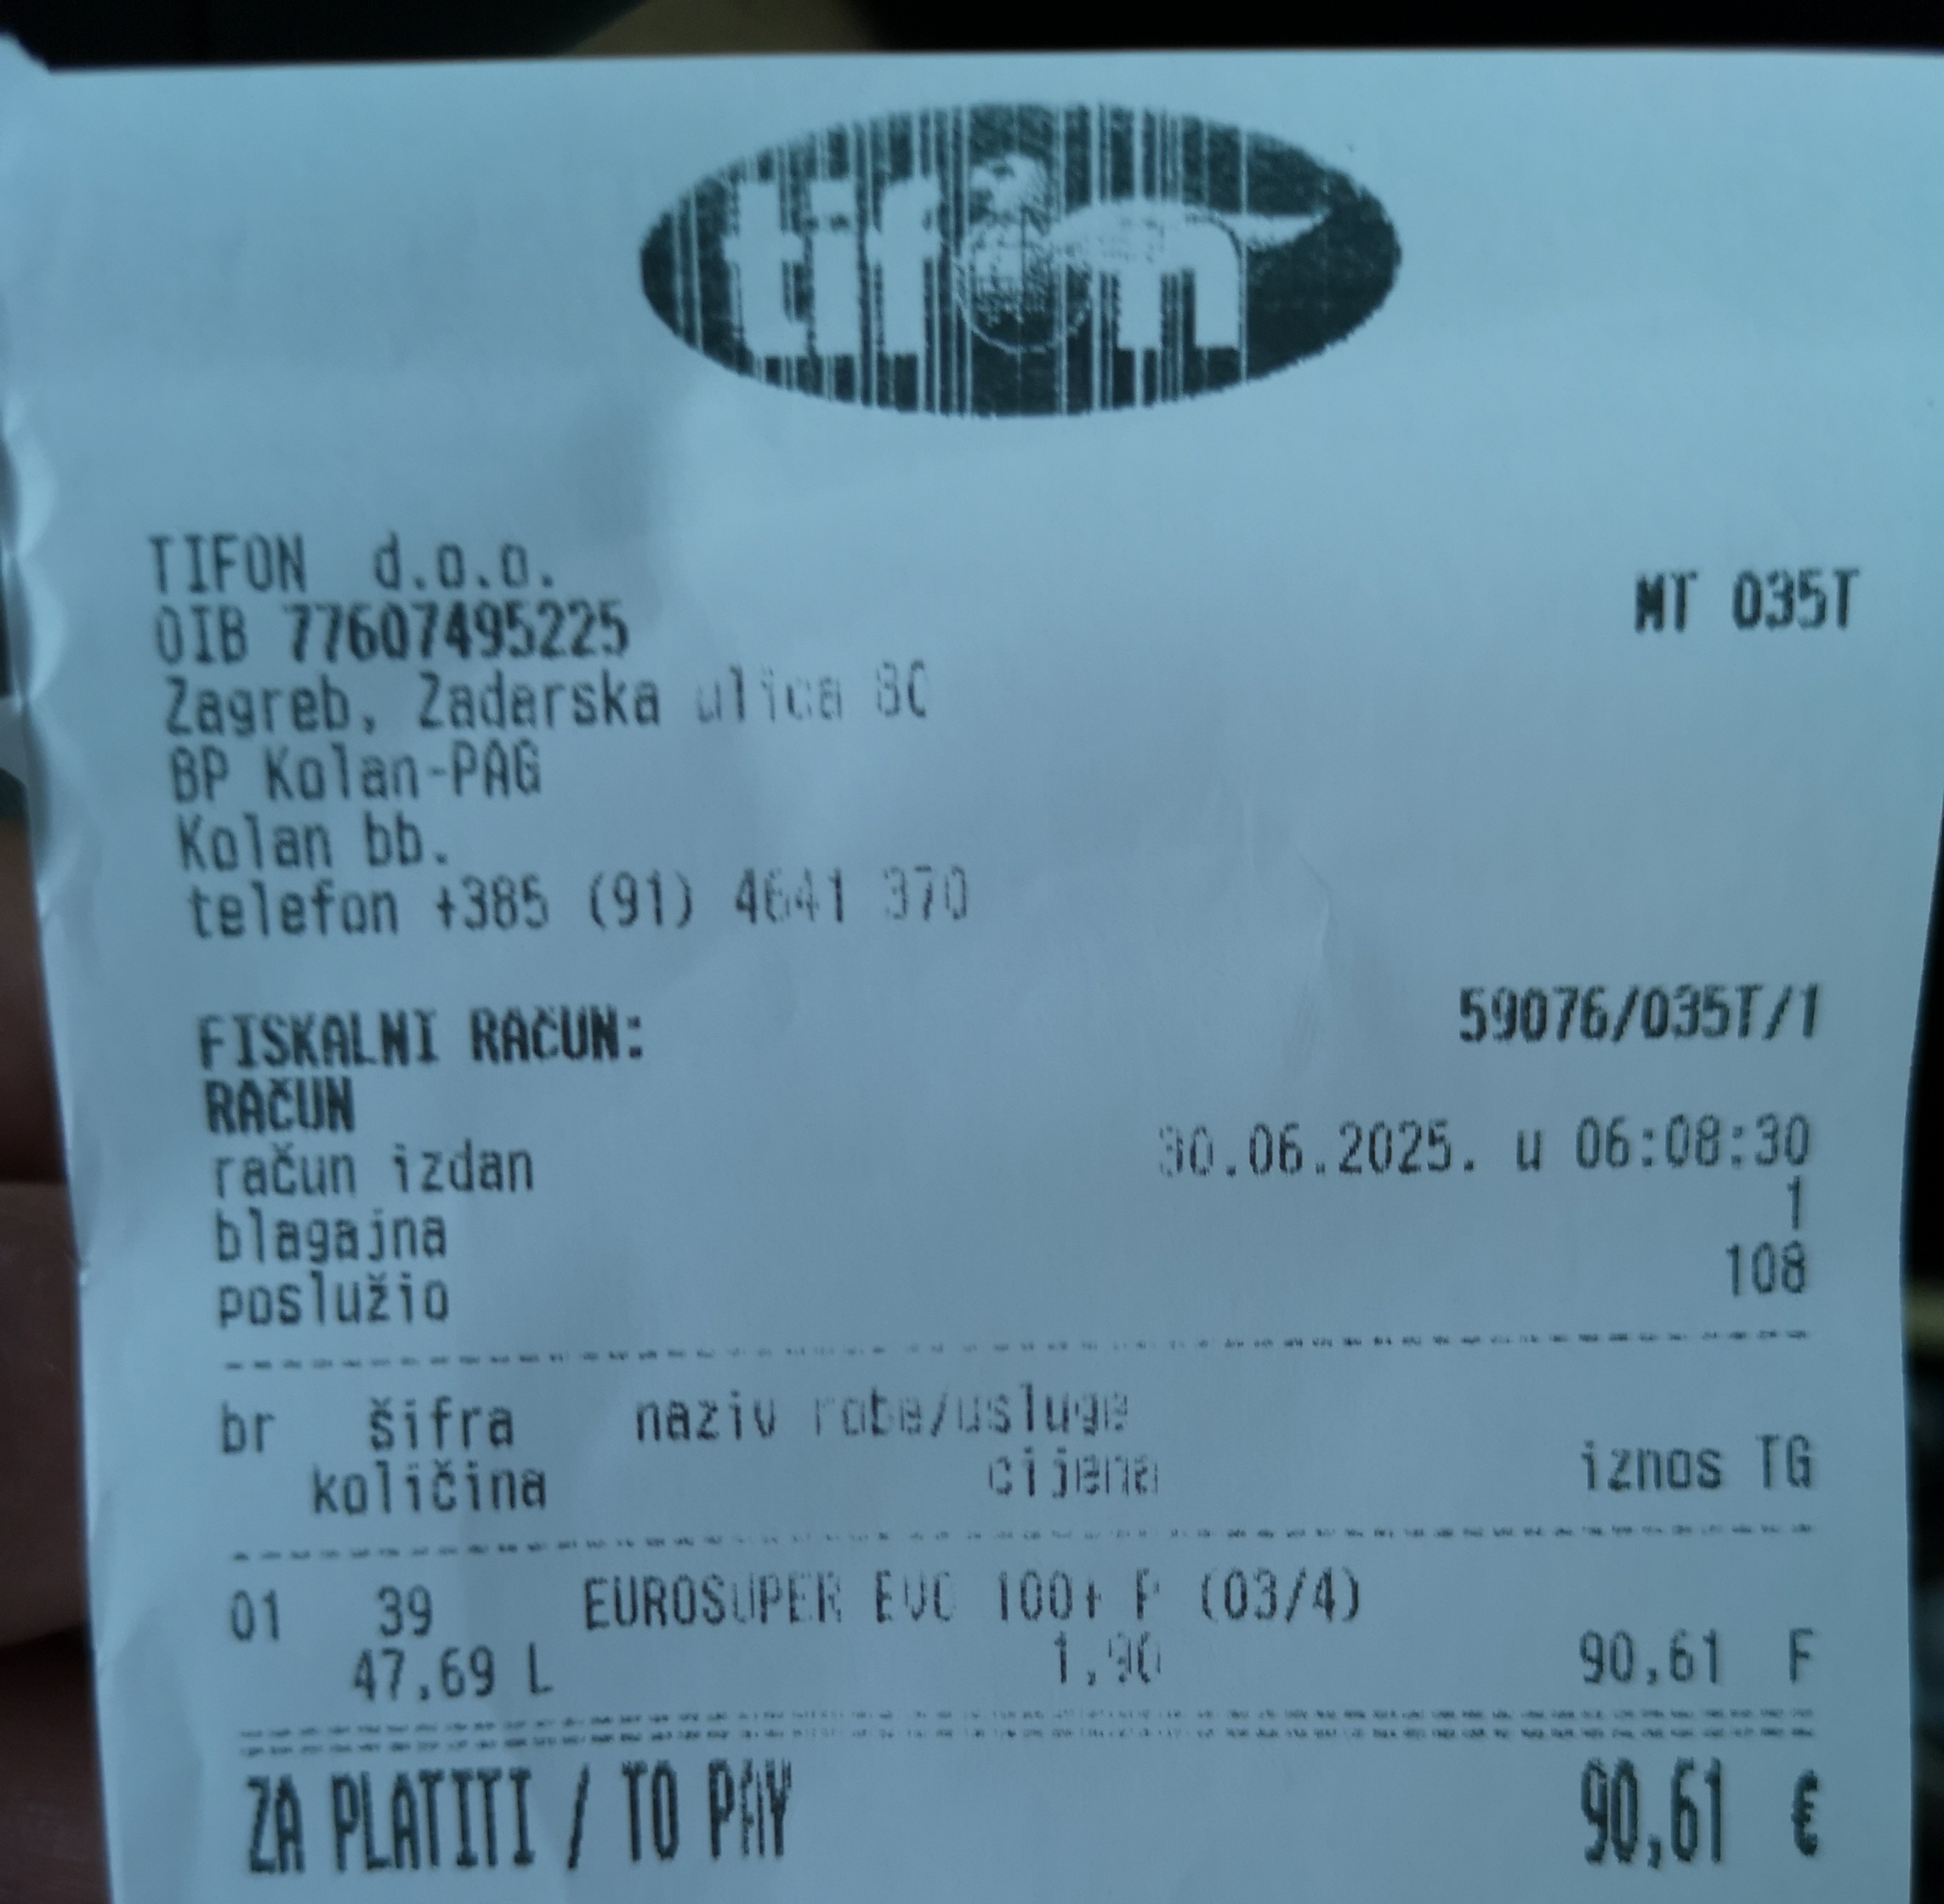 tifon
TIFON d.o.o.
MT 035T
OIB 77607495225
Zagreb, Zadarska ulica 80
BP Kolan-PAG
Kolan bb.
telefon +385 (91) 4641 370
FISKALNI RAČUN: 59076/035T/1
RAČUN
račun izdan 30.06.2025. u 06:08:30
blagajna 1
poslužio 108
br šifra naziv robe/usluge
količina cijena iznos TG
01 39 EUROSUPER EVO 100+ P (03/4)
47,69 L 1,90 90,61 F
ZA PLATITI / TO PAY 90,61 €